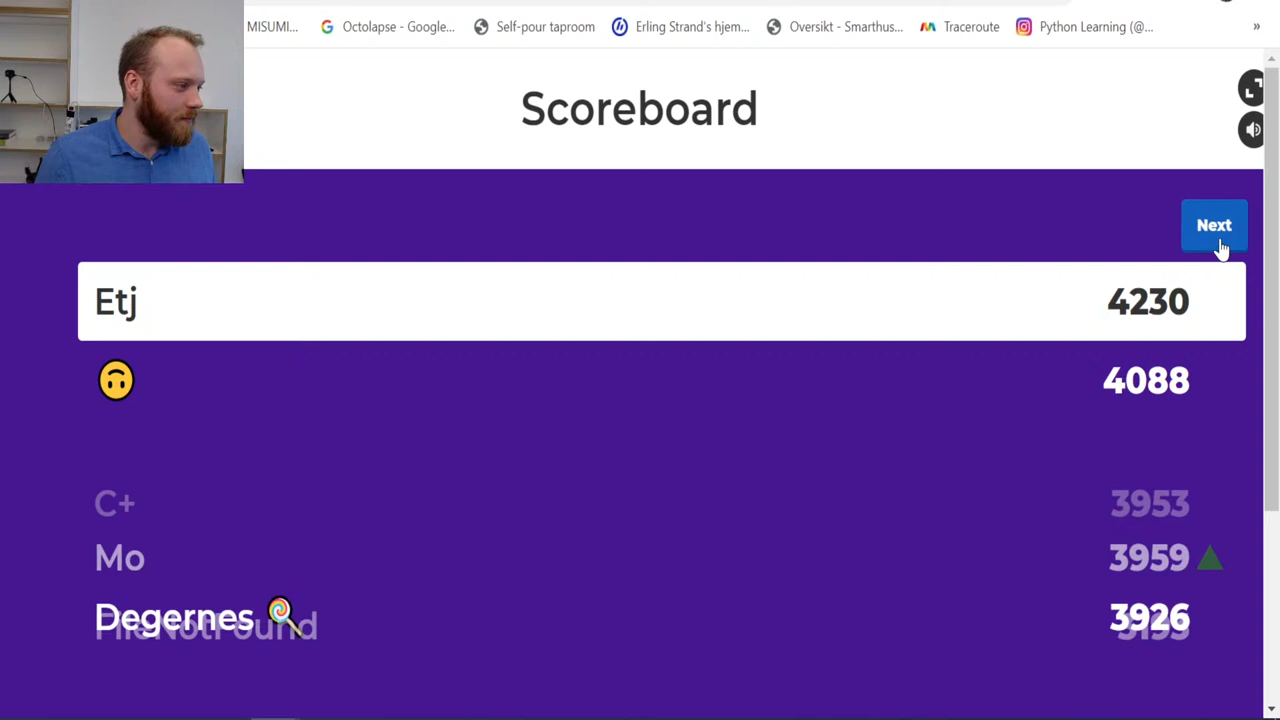 MISUMI...
Octolapse - Google...
Self-pour taproom
Erling Strand's hjem...
Oversikt - Smarthus...
Traceroute
Python Learning (@...
»
Scoreboard
Next
Etj 4230
🙃 4088
C+ 3953
Mo 3959
Degernes 🍭 3926
FileNotFound